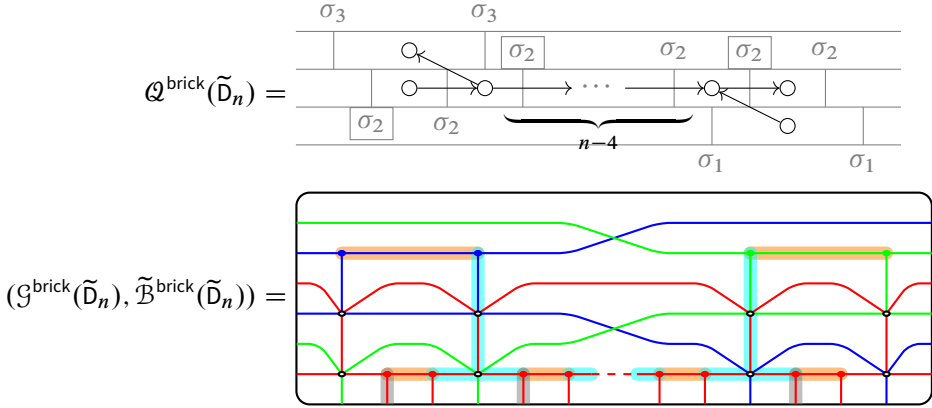 σ₃ σ₃
σ₂ σ₂ σ₂ σ₂
𝒬^brick(D̃ₙ) = ⋯
σ₂ σ₂ n−4
σ₁ σ₁
(𝒢^brick(D̃ₙ), ℬ̃^brick(D̃ₙ)) =